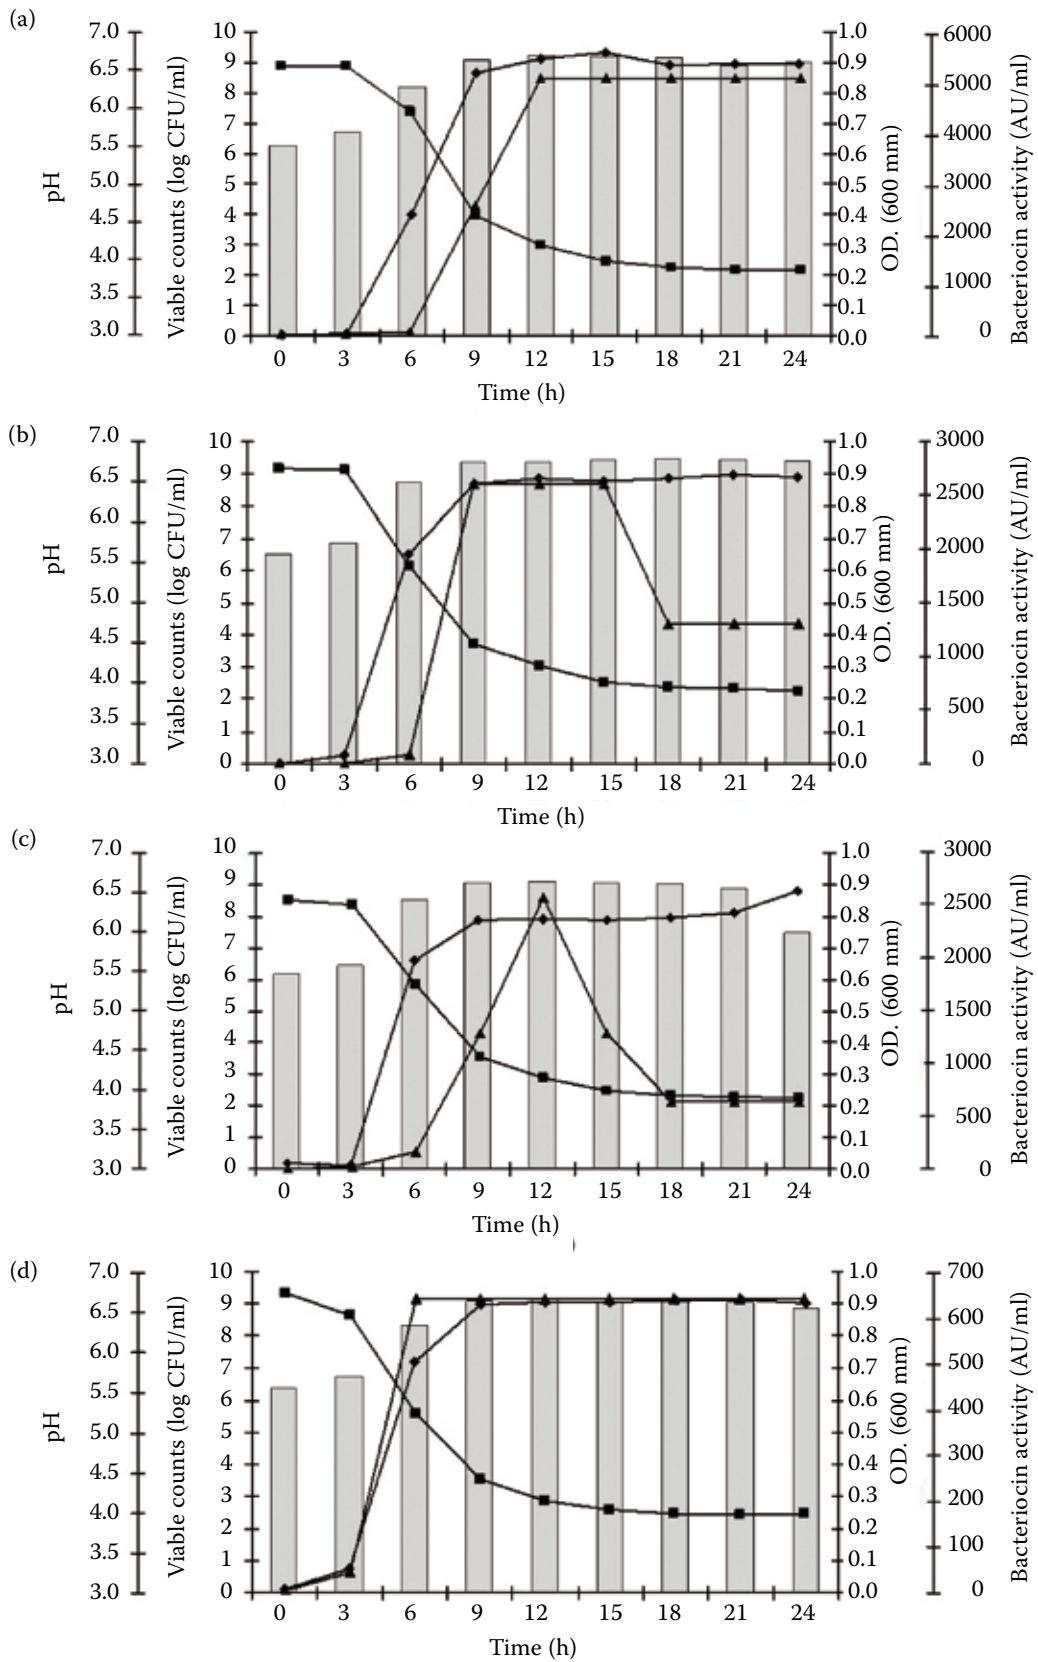 (a)
7.0 10 1.0 6000
6.5 9 0.9 5000
6.0 8 0.8
5.5 7 0.7 4000
5.0 6 0.6
4.5 5 0.5 3000
4.0 4 0.4 2000
3.5 3 0.3
3.0 2 0.2 1000
1 0.1
0 0.0 0
pH
Viable counts (log CFU/ml)
OD. (600 mm)
Bacteriocin activity (AU/ml)
0 3 6 9 12 15 18 21 24
Time (h)
(b)
7.0 10 1.0 3000
6.5 9 0.9 2500
6.0 8 0.8
5.5 7 0.7 2000
5.0 6 0.6
4.5 5 0.5 1500
4.0 4 0.4 1000
3.5 3 0.3
3.0 2 0.2 500
1 0.1
0 0.0 0
pH
Viable counts (log CFU/ml)
OD. (600 mm)
Bacteriocin activity (AU/ml)
0 3 6 9 12 15 18 21 24
Time (h)
(c)
7.0 10 1.0 3000
6.5 9 0.9 2500
6.0 8 0.8
5.5 7 0.7 2000
5.0 6 0.6
4.5 5 0.5 1500
4.0 4 0.4 1000
3.5 3 0.3
3.0 2 0.2 500
1 0.1
0 0.0 0
pH
Viable counts (log CFU/ml)
OD. (600 mm)
Bacteriocin activity (AU/ml)
0 3 6 9 12 15 18 21 24
Time (h)
(d)
7.0 10 1.0 700
6.5 9 0.9 600
6.0 8 0.8 500
5.5 7 0.7
5.0 6 0.6 400
4.5 5 0.5 300
4.0 4 0.4
3.5 3 0.3 200
3.0 2 0.2 100
1 0.1
0 0.0 0
pH
Viable counts (log CFU/ml)
OD. (600 mm)
Bacteriocin activity (AU/ml)
0 3 6 9 12 15 18 21 24
Time (h)